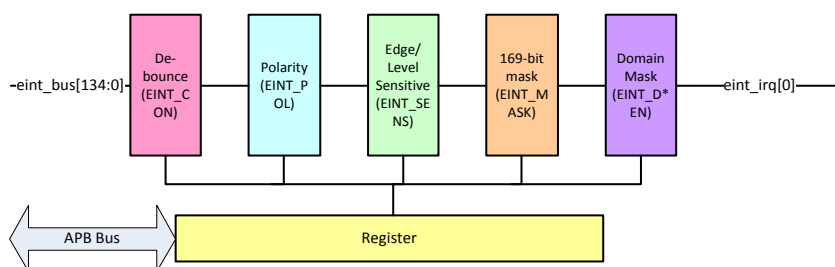 eint_bus[134:0]
De-
bounce
(EINT_C
ON)
Polarity
(EINT_P
OL)
Edge/
Level
Sensitive
(EINT_SE
NS)
169-bit
mask
(EINT_M
ASK)
Domain
Mask
(EINT_D*
EN)
eint_irq[0]
APB Bus
Register